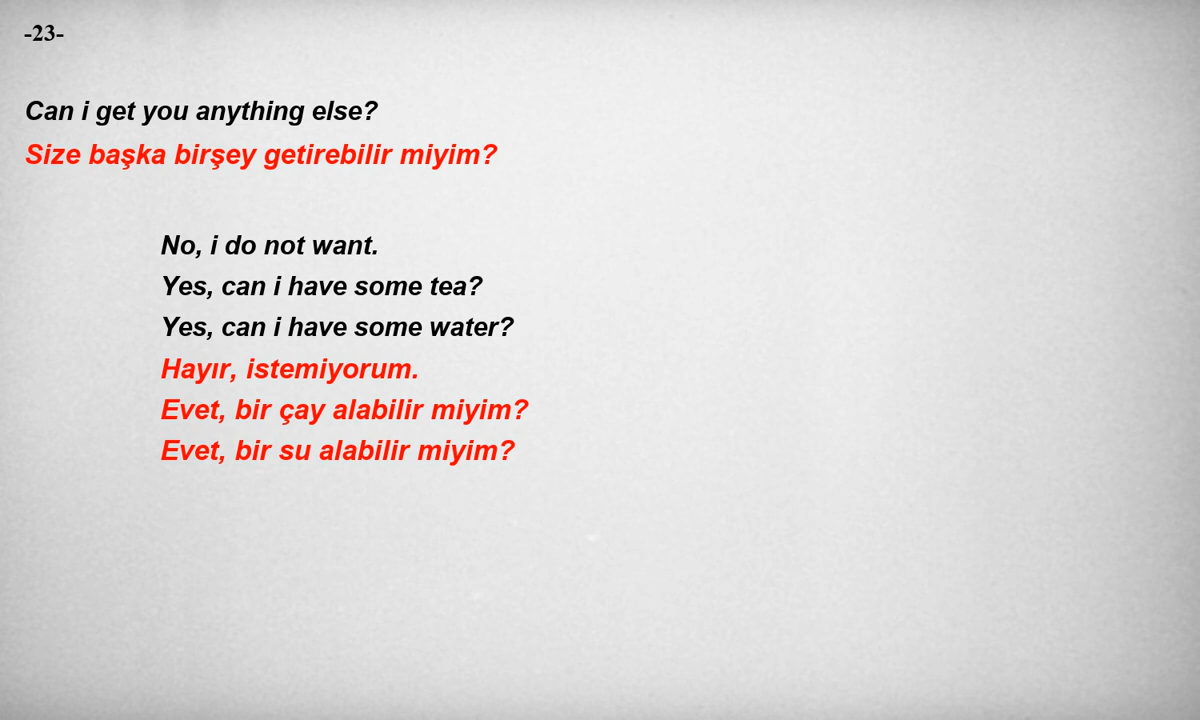 -23-
Can i get you anything else?
Size başka birşey getirebilir miyim?
No, i do not want.
Yes, can i have some tea?
Yes, can i have some water?
Hayır, istemiyorum.
Evet, bir çay alabilir miyim?
Evet, bir su alabilir miyim?